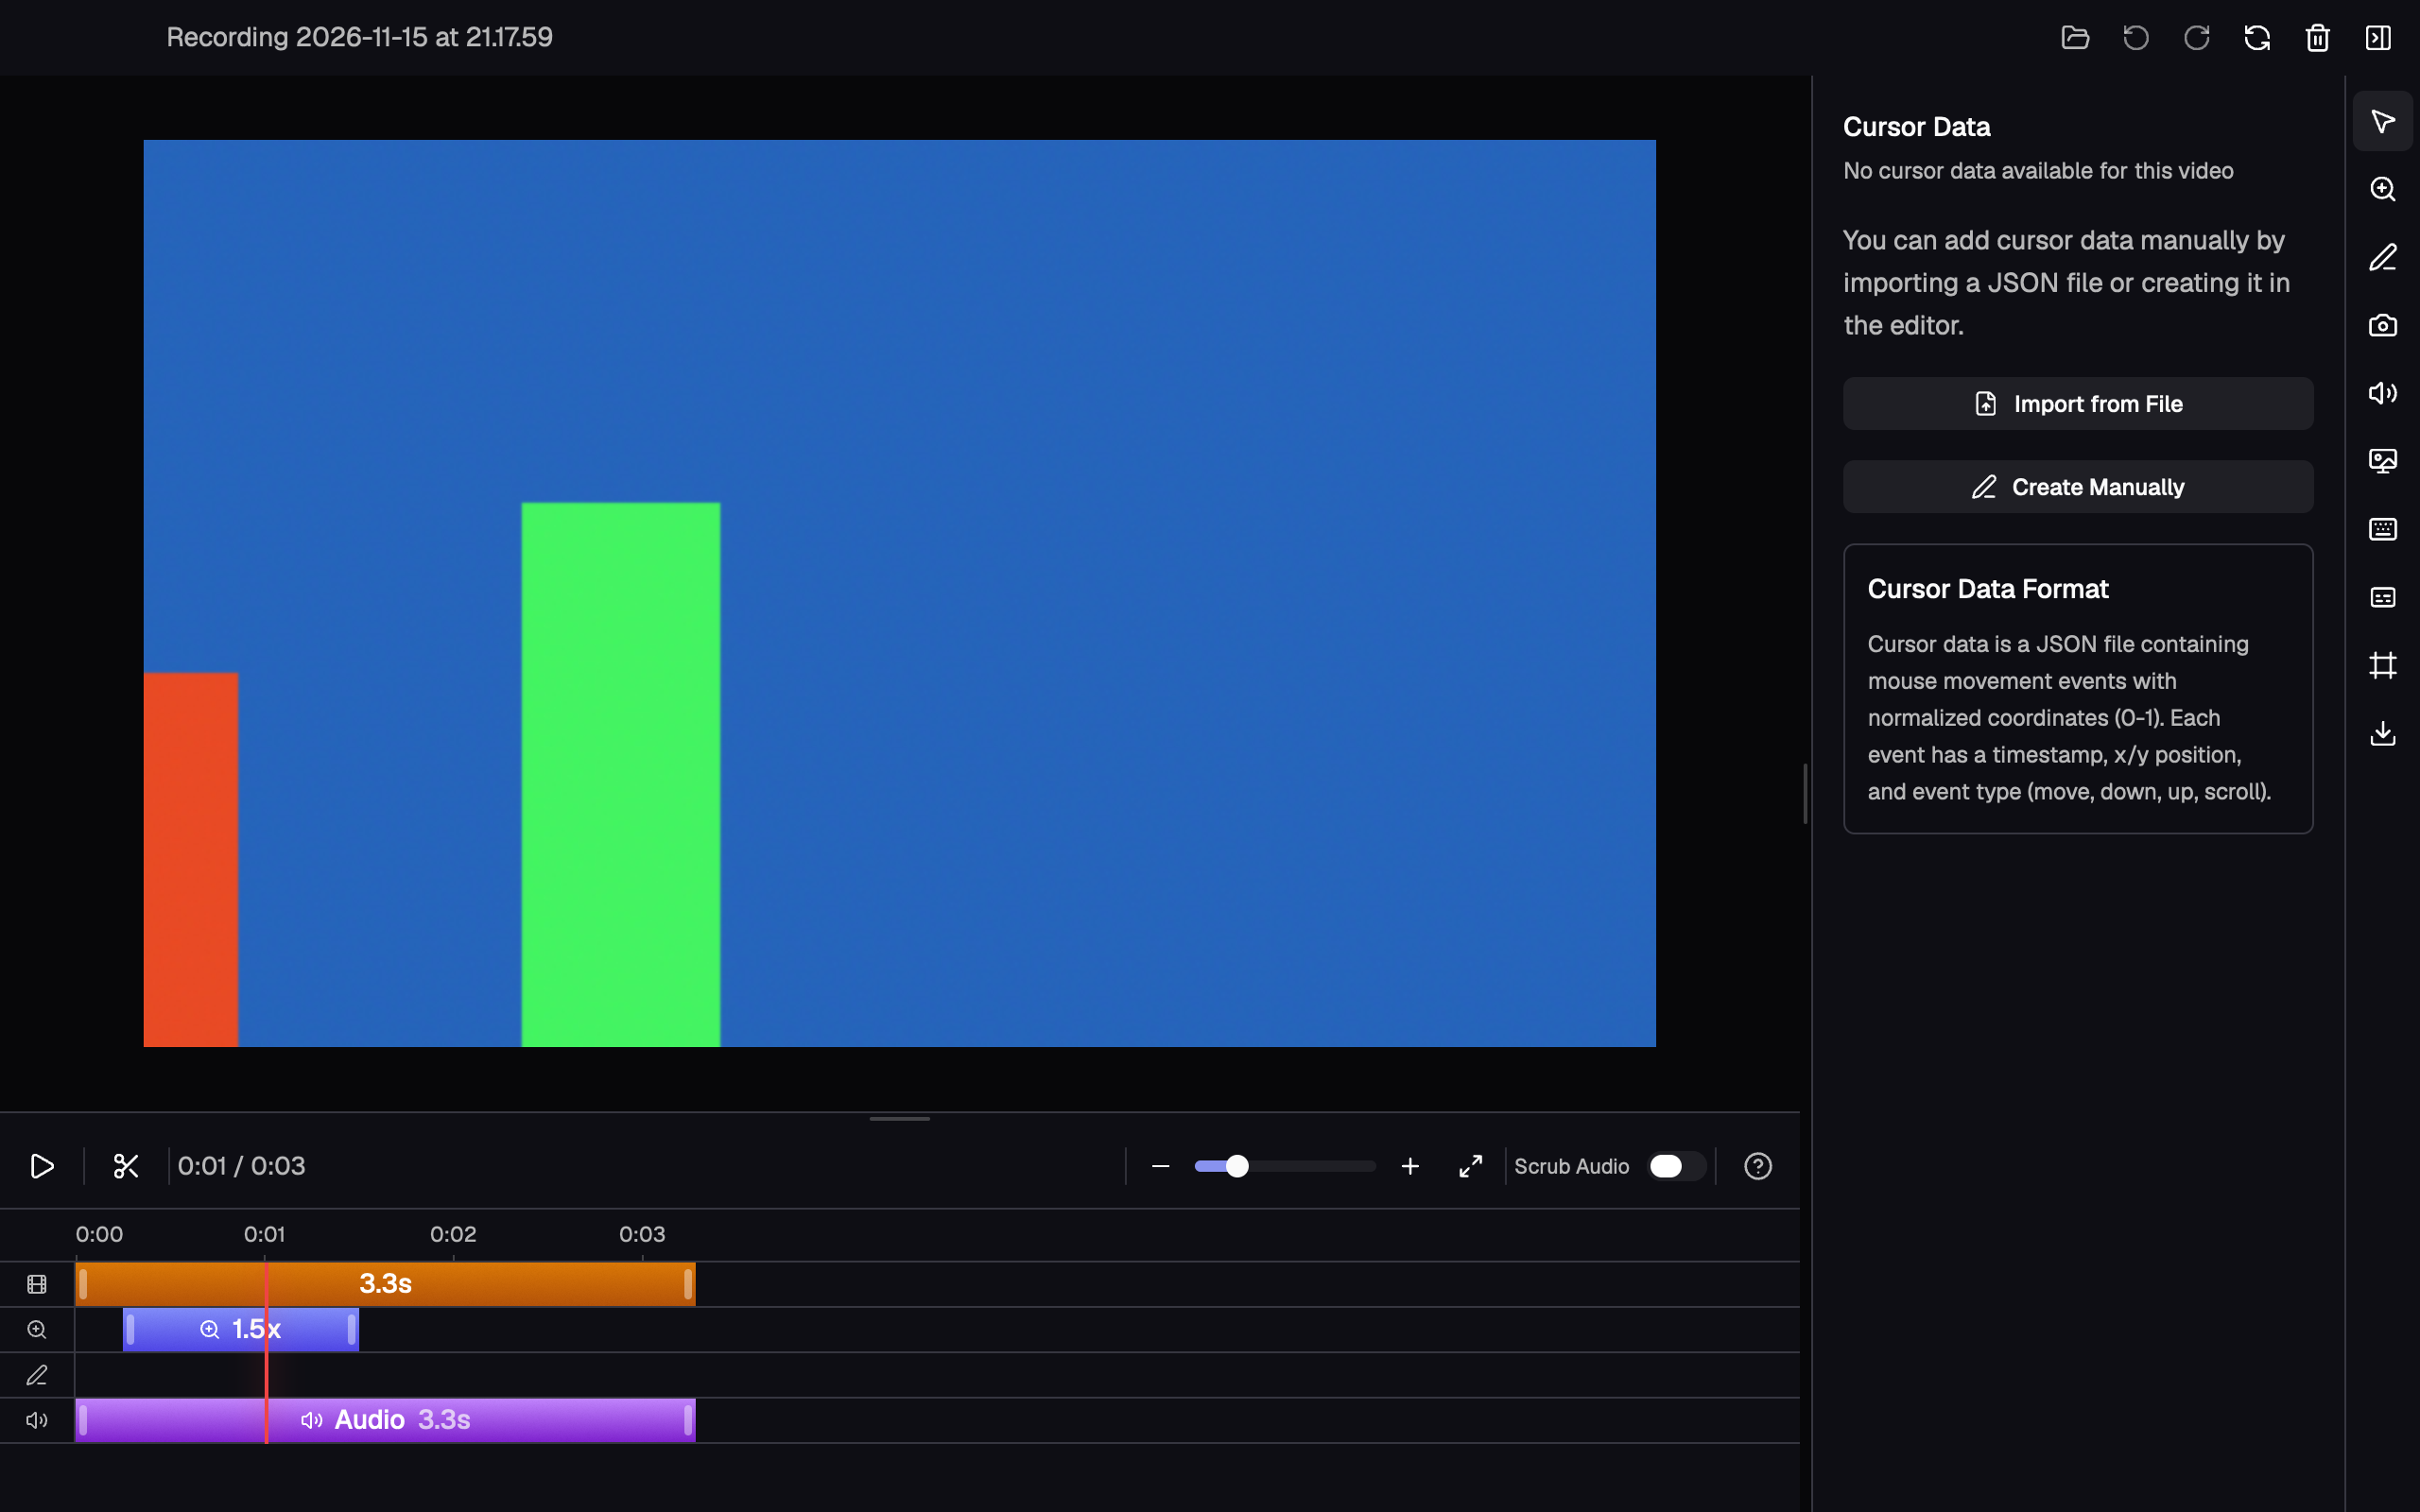 Recording 2026-11-15 at 21.17.59
Cursor Data
No cursor data available for this video
You can add cursor data manually by
importing a JSON file or creating it in
the editor.
Import from File
Create Manually
Cursor Data Format
Cursor data is a JSON file containing
mouse movement events with
normalized coordinates (0-1). Each
event has a timestamp, x/y position,
and event type (move, down, up, scroll).
0:01 / 0:03
Scrub Audio
0:00 0:01 0:02 0:03
3.3s
1.5x
Audio 3.3s